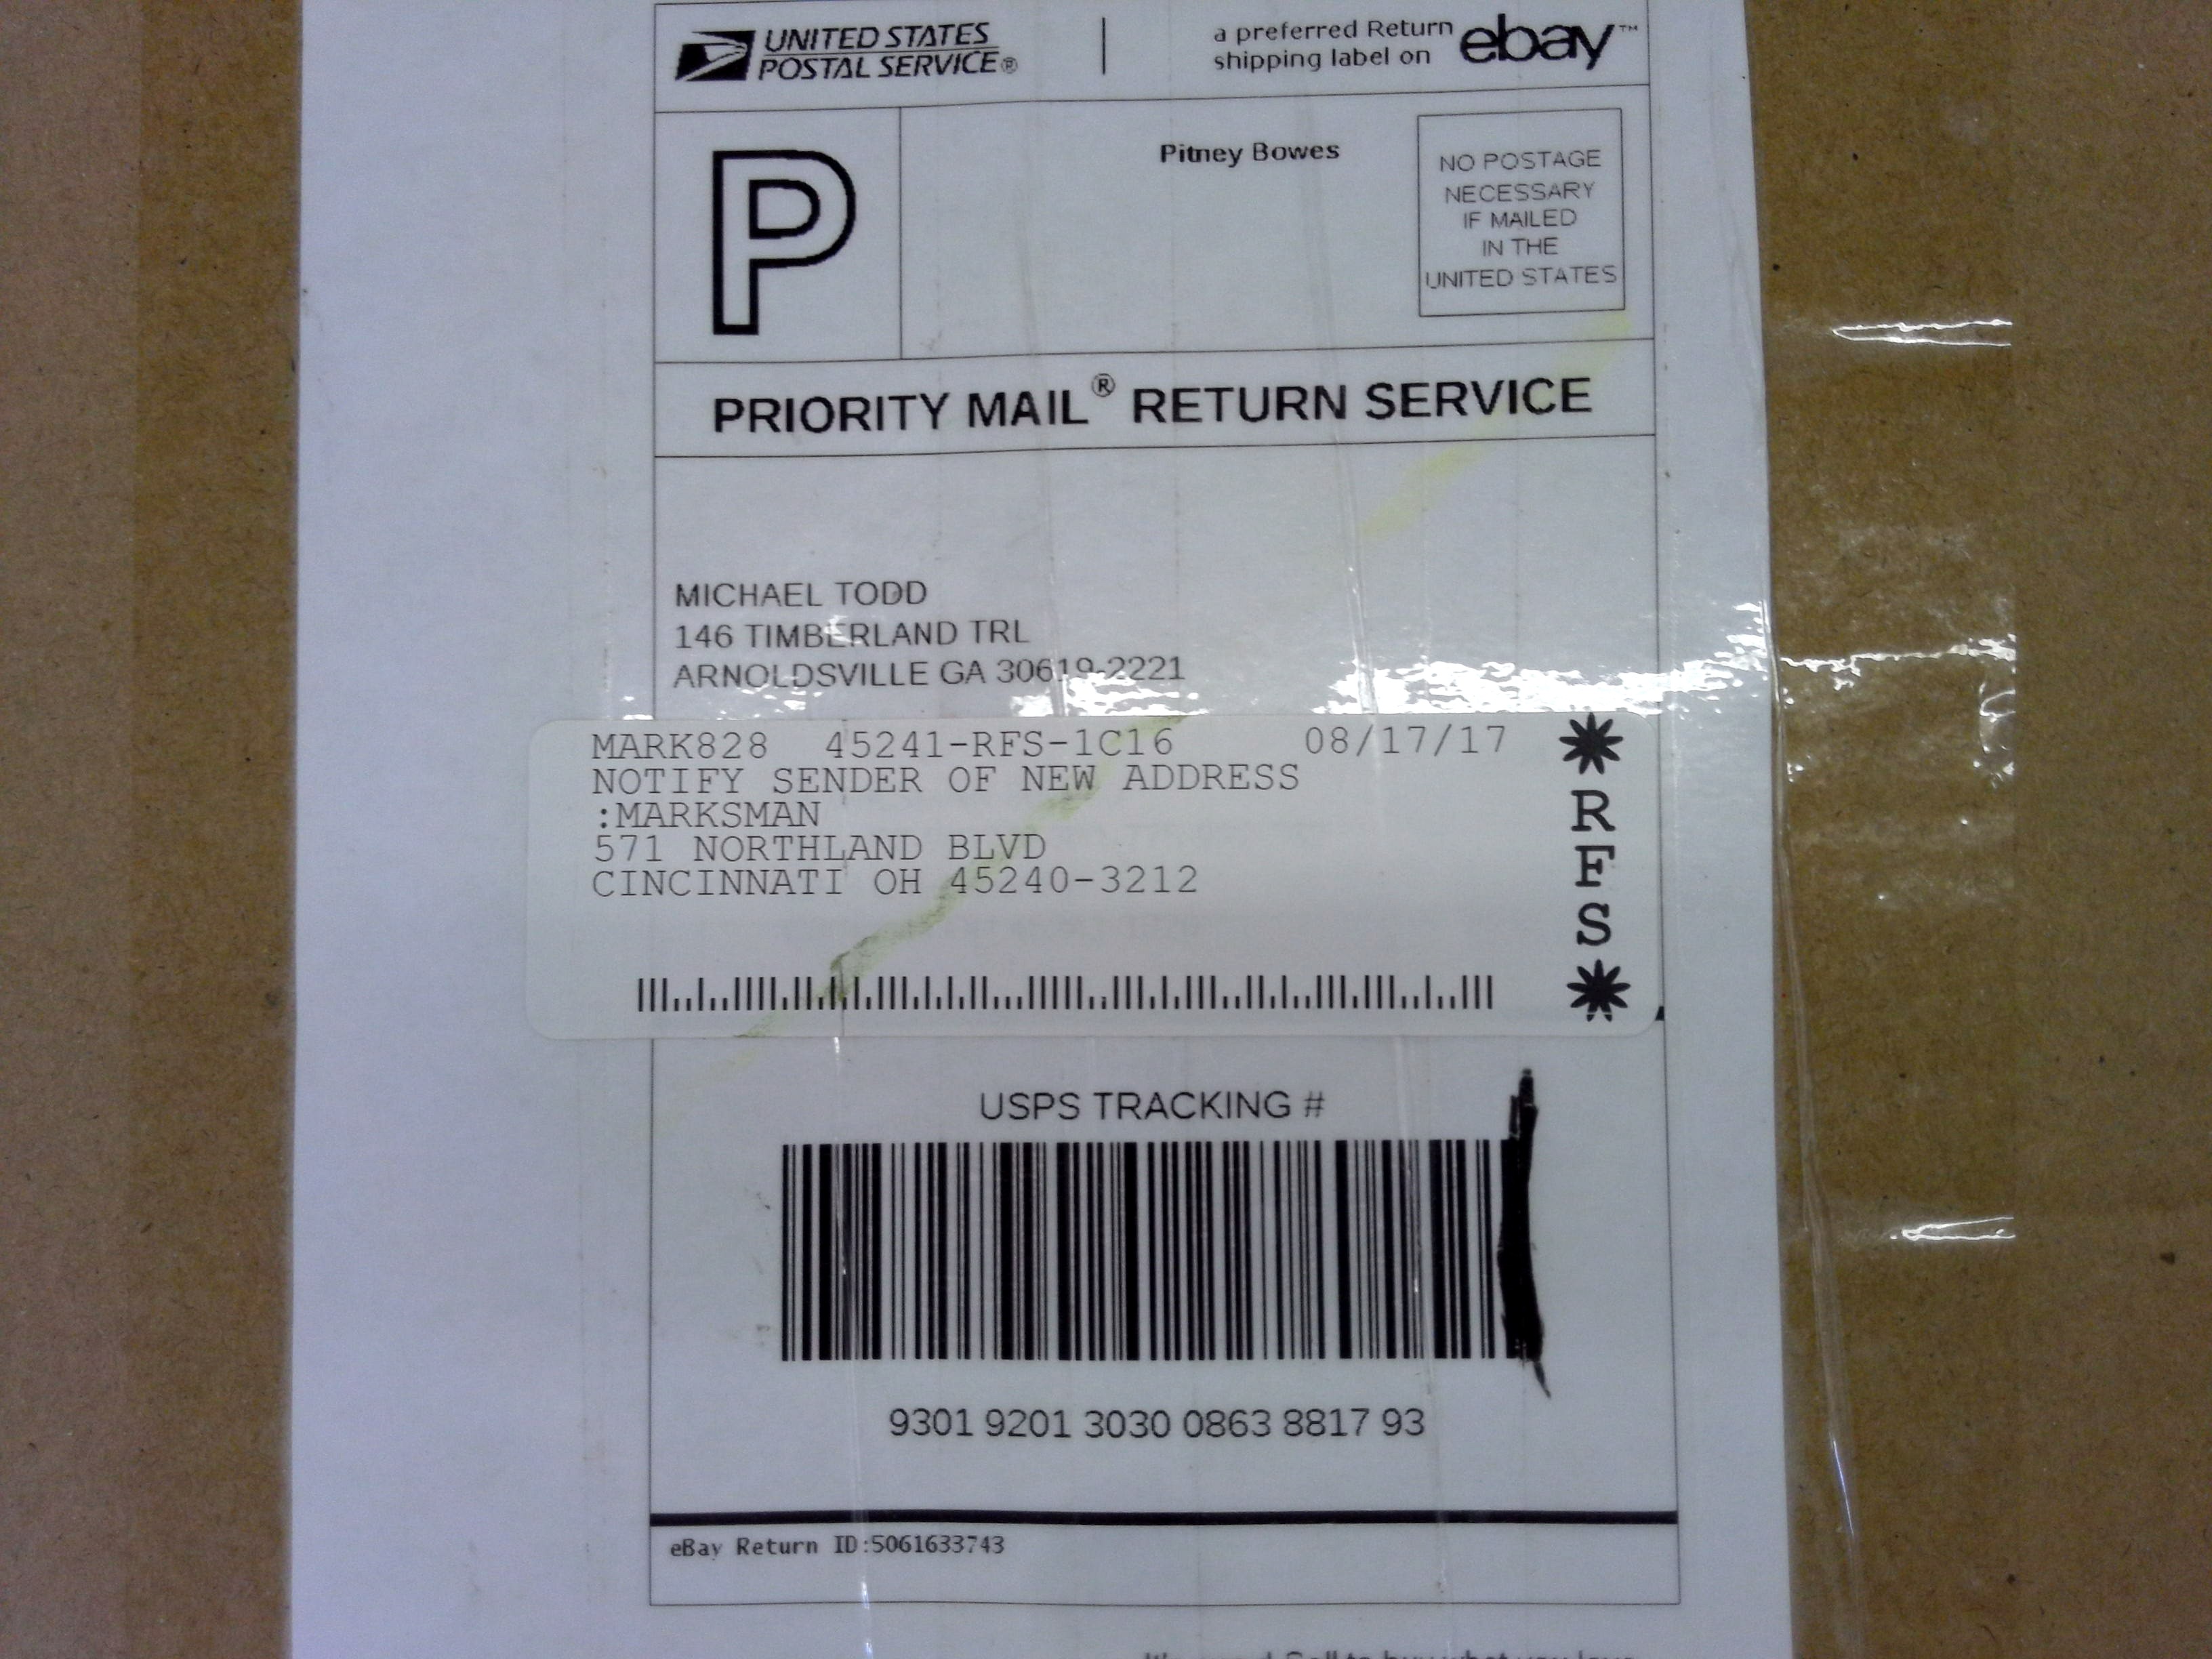 UNITED STATES
POSTAL SERVICE®
a preferred Return
shipping label on
ebay™
P
Pitney Bowes
NO POSTAGE
NECESSARY
IF MAILED
IN THE
UNITED STATES
PRIORITY MAIL® RETURN SERVICE
MICHAEL TODD
146 TIMBERLAND TRL
ARNOLDSVILLE GA 30619-2221
MARK828 45241-RFS-1C16 08/17/17
NOTIFY SENDER OF NEW ADDRESS
:MARKSMAN
571 NORTHLAND BLVD
CINCINNATI OH 45240-3212
*RFS*
USPS TRACKING #
9301 9201 3030 0863 8817 93
eBay Return ID:5061633743